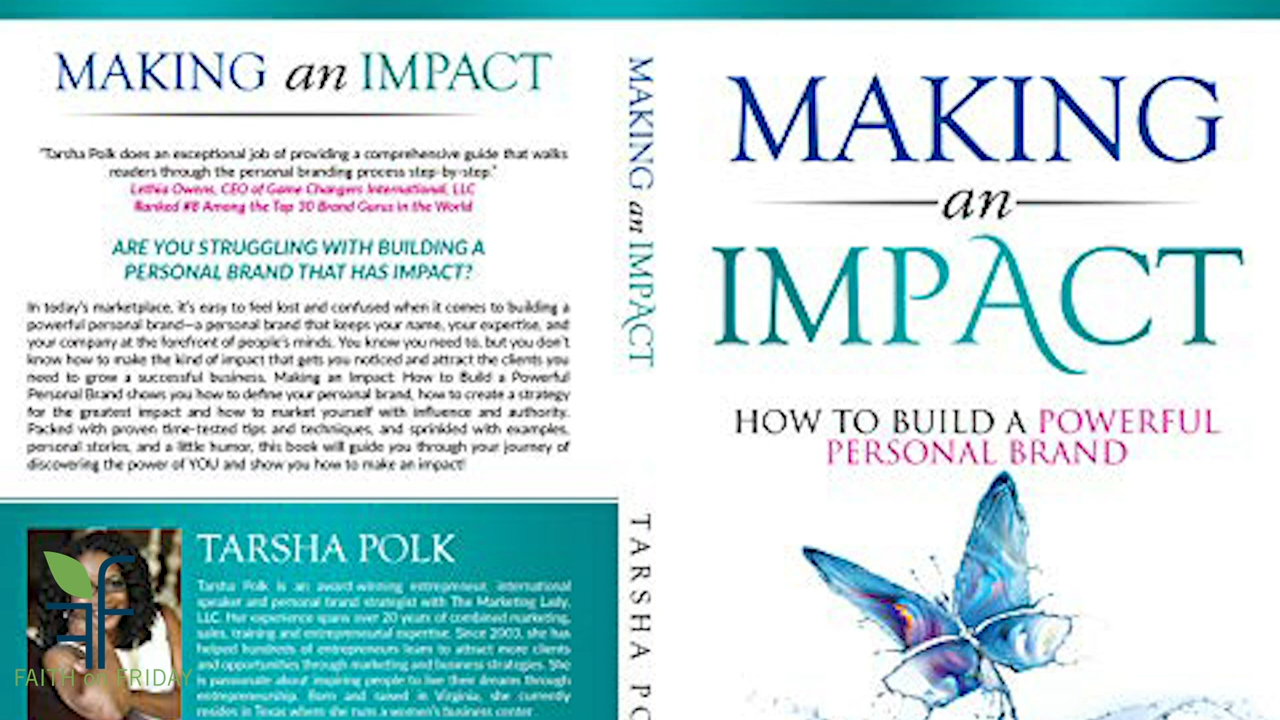 MAKING an IMPACT
"Tarsha Polk does an exceptional job of providing a comprehensive guide that walks
readers through the personal branding process step-by-step."
Lethia Owens, CEO of Game Changers International, LLC
Ranked #8 Among the Top 30 Brand Gurus in the World
ARE YOU STRUGGLING WITH BUILDING A
PERSONAL BRAND THAT HAS IMPACT?
In today's marketplace, it's easy to feel lost and confused when it comes to building a
powerful personal brand—a personal brand that keeps your name, your expertise, and
your company at the forefront of people's minds. You know you need to, but you don't
know how to make the kind of impact that gets you noticed and attract the clients you
need to grow a successful business. Making an Impact: How to Build a Powerful
Personal Brand shows you how to define your personal brand, how to create a strategy
for the greatest impact and how to market yourself with influence and authority.
Packed with proven time-tested tips and techniques, and sprinkled with examples,
personal stories, and a little humor, this book will guide you through your journey of
discovering the power of YOU and show you how to make an impact!
TARSHA POLK
Tarsha Polk is an award-winning entrepreneur, international
speaker and personal brand strategist with The Marketing Lady,
LLC. Her experience spans over 20 years of combined marketing,
sales, training and entrepreneurial expertise. Since 2003, she has
helped hundreds of entrepreneurs learn to attract more clients
and opportunities through marketing and business strategies. She
is passionate about inspiring people to live their dreams through
entrepreneurship. Born and raised in Virginia, she currently
resides in Texas where she runs a women's business center.
FAITH on FRIDAY
MAKING an IMPACT
TARSHA PO
MAKING
an
IMPACT
HOW TO BUILD A POWERFUL
PERSONAL BRAND